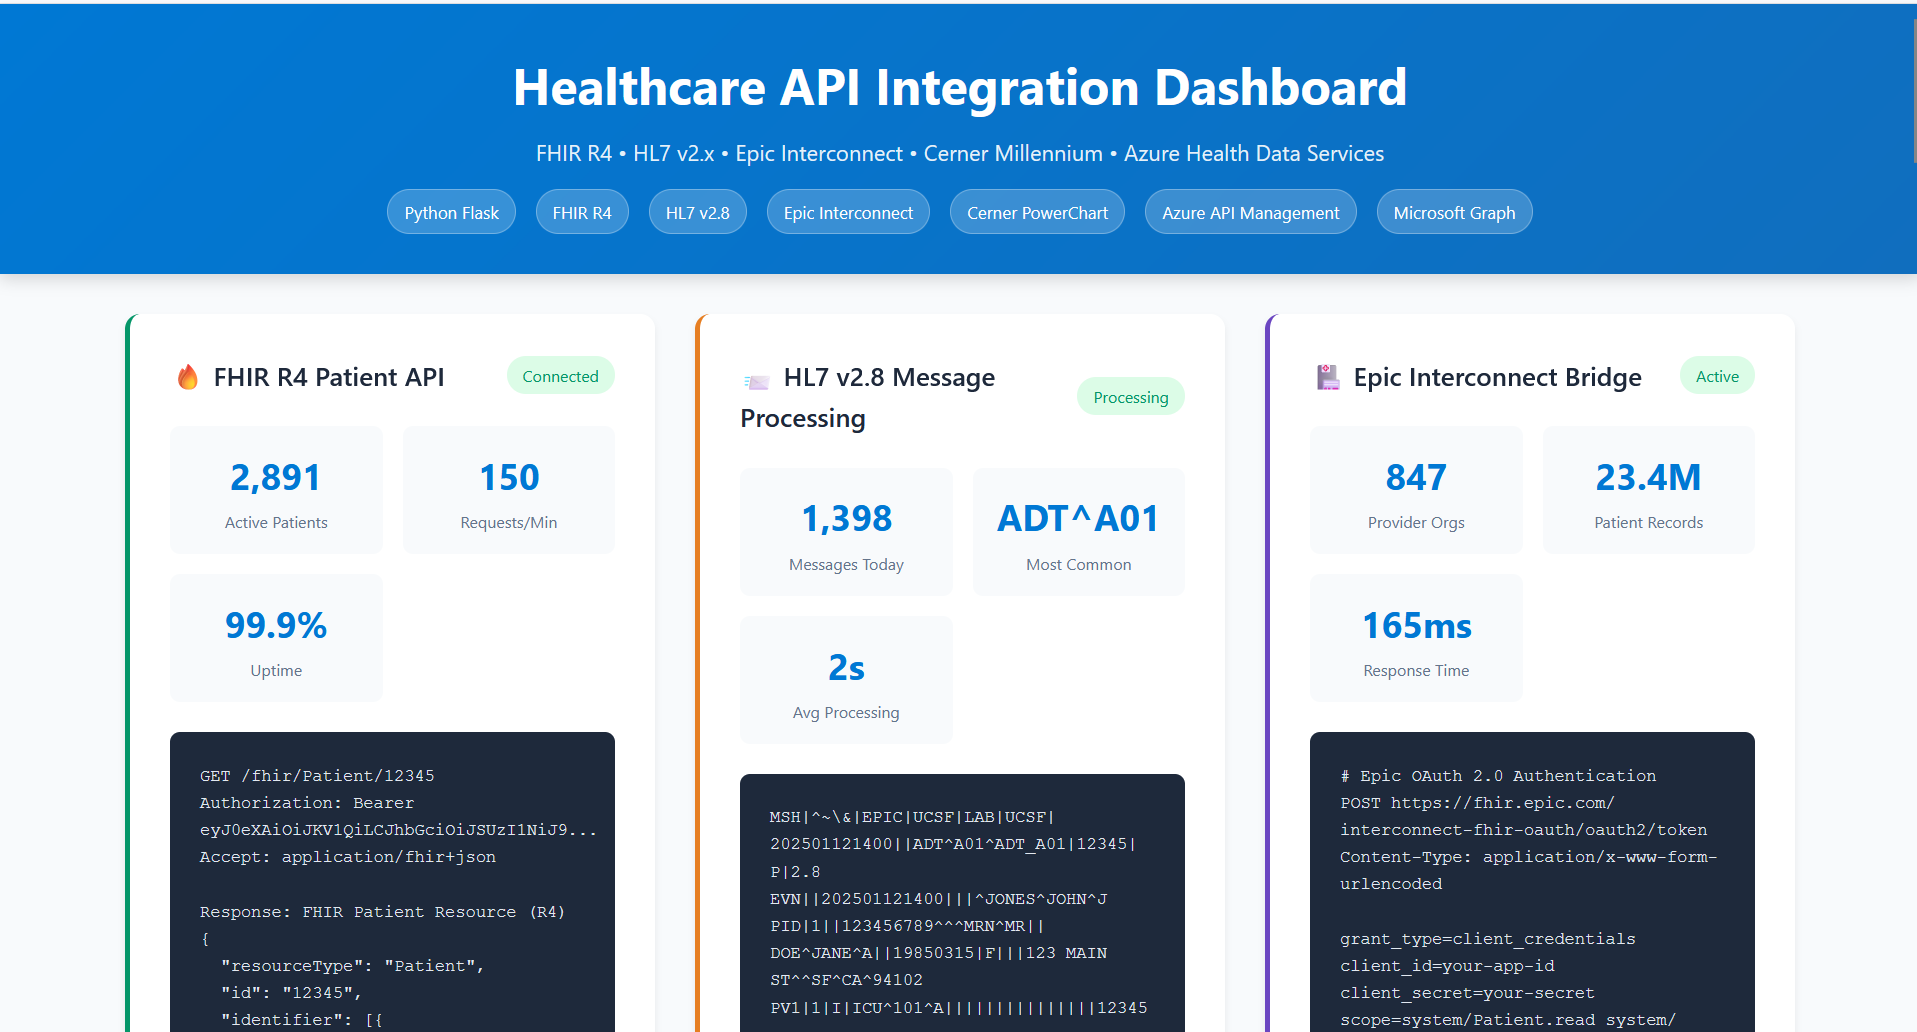 Healthcare API Integration Dashboard
FHIR R4 • HL7 v2.x • Epic Interconnect • Cerner Millennium • Azure Health Data Services
Python Flask
FHIR R4
HL7 v2.8
Epic Interconnect
Cerner PowerChart
Azure API Management
Microsoft Graph
FHIR R4 Patient API
Connected
2,891
Active Patients
150
Requests/Min
99.9%
Uptime
GET /fhir/Patient/12345
Authorization: Bearer
eyJ0eXAiOiJKV1QiLCJhbGciOiJSUzI1NiJ9...
Accept: application/fhir+json
Response: FHIR Patient Resource (R4)
{
"resourceType": "Patient",
"id": "12345",
"identifier": [{
HL7 v2.8 Message
Processing
Processing
1,398
Messages Today
ADT^A01
Most Common
2s
Avg Processing
MSH|^~\&|EPIC|UCSF|LAB|UCSF|
202501121400||ADT^A01^ADT_A01|12345|
P|2.8
EVN||202501121400|||^JONES^JOHN^J
PID|1||123456789^^^MRN^MR||
DOE^JANE^A||19850315|F|||123 MAIN
ST^^SF^CA^94102
PV1|1|I|ICU^101^A|||||||||||||||12345
Epic Interconnect Bridge
Active
847
Provider Orgs
23.4M
Patient Records
165ms
Response Time
# Epic OAuth 2.0 Authentication
POST https://fhir.epic.com/
interconnect-fhir-oauth/oauth2/token
Content-Type: application/x-www-form-
urlencoded
grant_type=client_credentials
client_id=your-app-id
client_secret=your-secret
scope=system/Patient.read system/